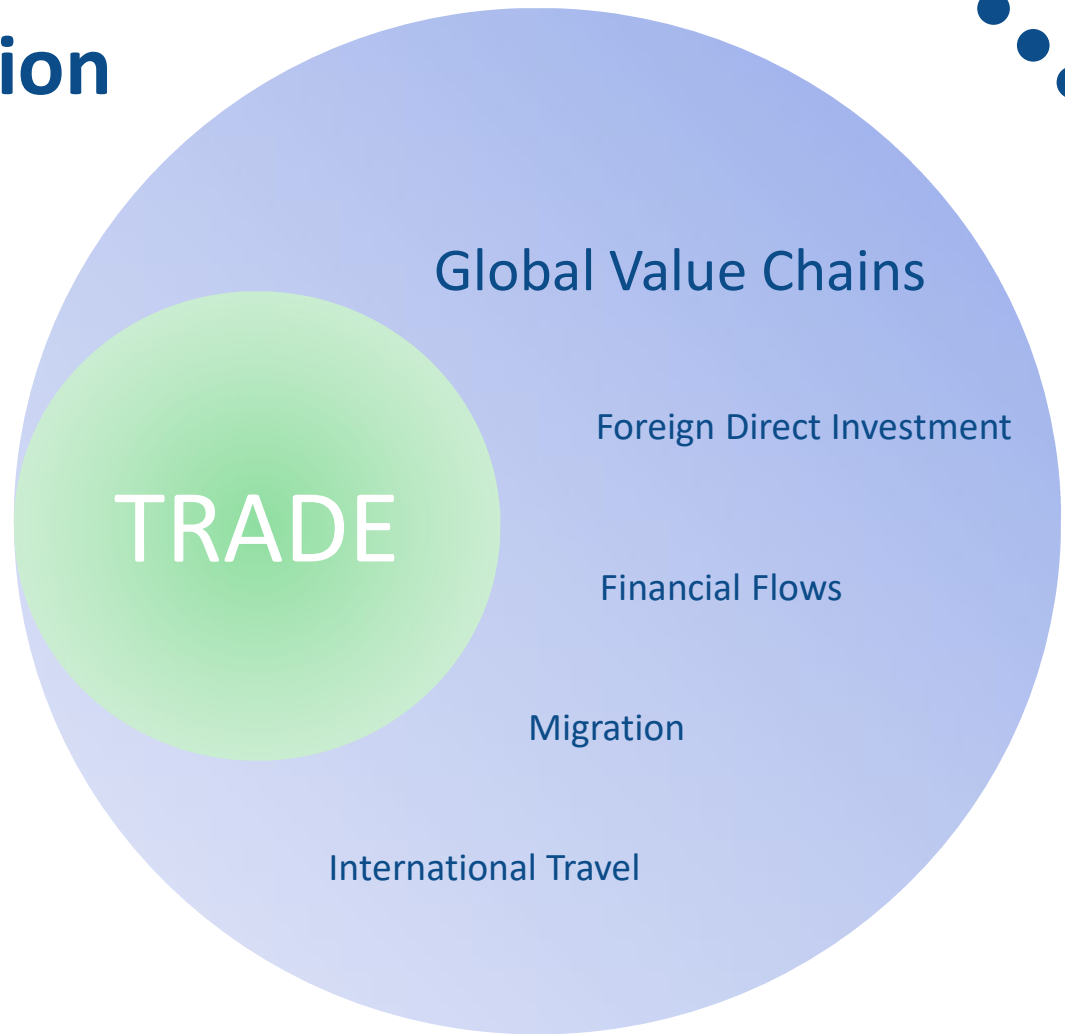 ion
Global Value Chains
Foreign Direct Investment
TRADE
Financial Flows
Migration
International Travel